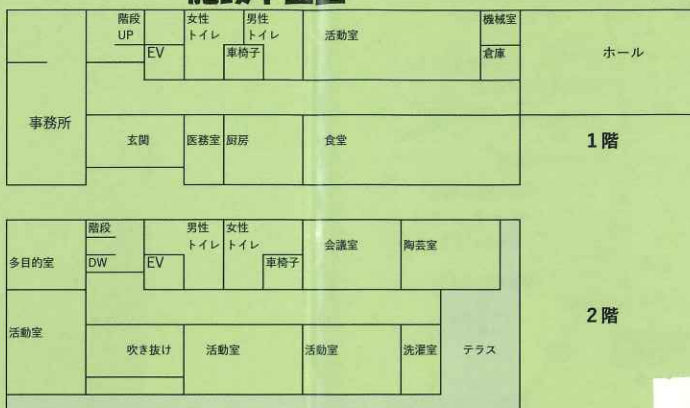 階段
UP
女性
トイレ
男性
トイレ
活動室
機械室
EV
車椅子
倉庫
ホール
事務所
玄関
医務室
厨房
食堂
1階
階段
男性
トイレ
女性
トイレ
会議室
陶芸室
多目的室
DW
EV
車椅子
2階
活動室
吹き抜け
活動室
活動室
洗濯室
テラス